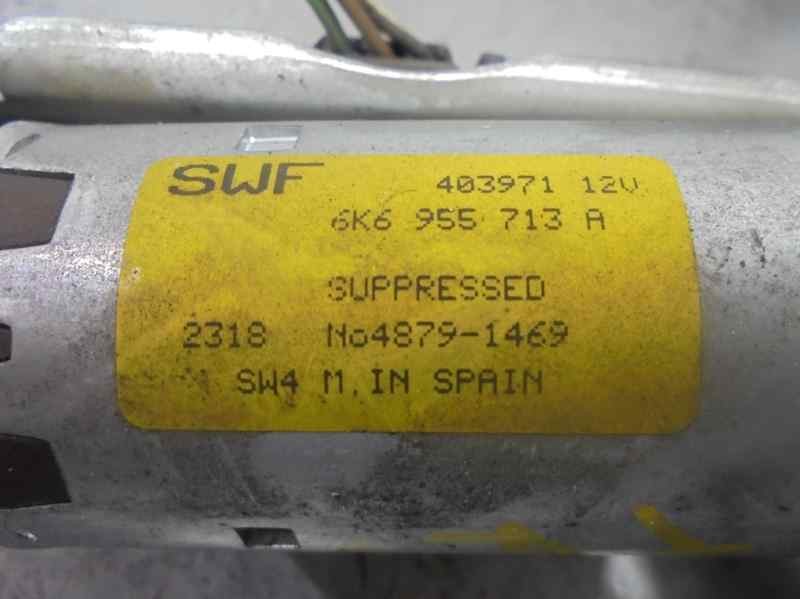 SWF 403971 12V
6K6 955 713 A
SUPPRESSED
2318 No4879-1469
SW4 M.IN SPAIN